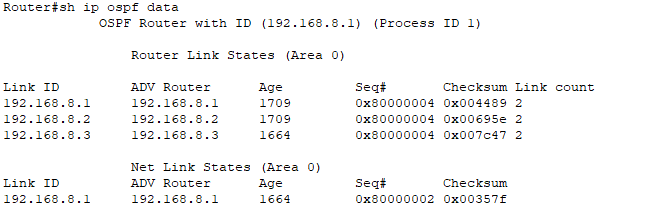 Router#sh ip ospf data
OSPF Router with ID (192.168.8.1) (Process ID 1)
Router Link States (Area 0)
Link ID ADV Router Age Seq# Checksum Link count
192.168.8.1 192.168.8.1 1709 0x80000004 0x004489 2
192.168.8.2 192.168.8.2 1709 0x80000004 0x00695e 2
192.168.8.3 192.168.8.3 1664 0x80000004 0x007c47 2
Net Link States (Area 0)
Link ID ADV Router Age Seq# Checksum
192.168.8.1 192.168.8.1 1664 0x80000002 0x00357f